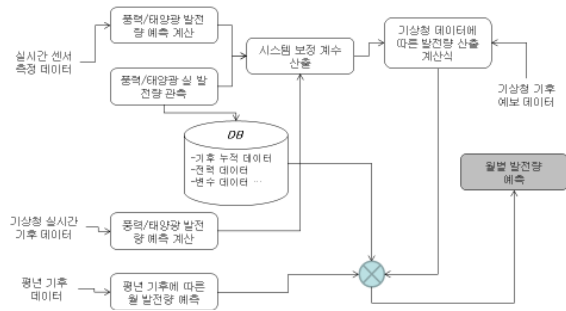 풍력/태양광 발전
량 예측 계산
실시간 센서
측정 데이터
풍력/태양광 실 발
전량 관측
시스템 보정 계수
산출
기상청 데이터에
따른 발전량 산출
계산식
기상청 기후
예보 데이터
DB
-기후 누적 데이터
-전력 데이터
-변수 데이터 ...
월별 발전량
예측
기상청 실시간
기후 데이터
풍력/태양광 발전
량 예측 계산
평년 기후
데이터
평년 기후에 따른
월 발전량 예측